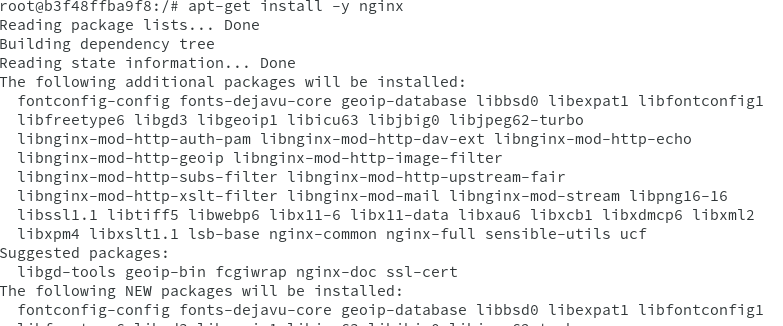 root@b3f48ffba9f8:/# apt-get install -y nginx
Reading package lists... Done
Building dependency tree
Reading state information... Done
The following additional packages will be installed:
  fontconfig-config fonts-dejavu-core geoip-database libbsd0 libexpat1 libfontconfig1
  libfreetype6 libgd3 libgeoip1 libicu63 libjbig0 libjpeg62-turbo
  libnginx-mod-http-auth-pam libnginx-mod-http-dav-ext libnginx-mod-http-echo
  libnginx-mod-http-geoip libnginx-mod-http-image-filter
  libnginx-mod-http-subs-filter libnginx-mod-http-upstream-fair
  libnginx-mod-http-xslt-filter libnginx-mod-mail libnginx-mod-stream libpng16-16
  libssl1.1 libtiff5 libwebp6 libx11-6 libx11-data libxau6 libxcb1 libxdmcp6 libxml2
  libxpm4 libxslt1.1 lsb-base nginx-common nginx-full sensible-utils ucf
Suggested packages:
  libgd-tools geoip-bin fcgiwrap nginx-doc ssl-cert
The following NEW packages will be installed:
  fontconfig-config fonts-dejavu-core geoip-database libbsd0 libexpat1 libfontconfig1